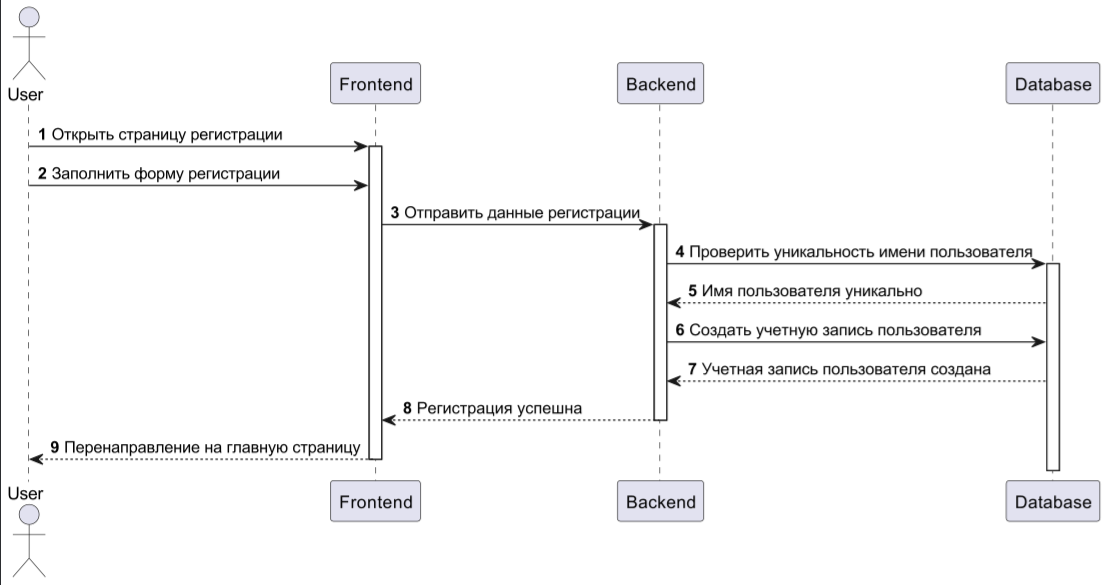 User
Frontend
Backend
Database
1 Открыть страницу регистрации
2 Заполнить форму регистрации
3 Отправить данные регистрации
4 Проверить уникальность имени пользователя
5 Имя пользователя уникально
6 Создать учетную запись пользователя
7 Учетная запись пользователя создана
8 Регистрация успешна
9 Перенаправление на главную страницу
User
Frontend
Backend
Database